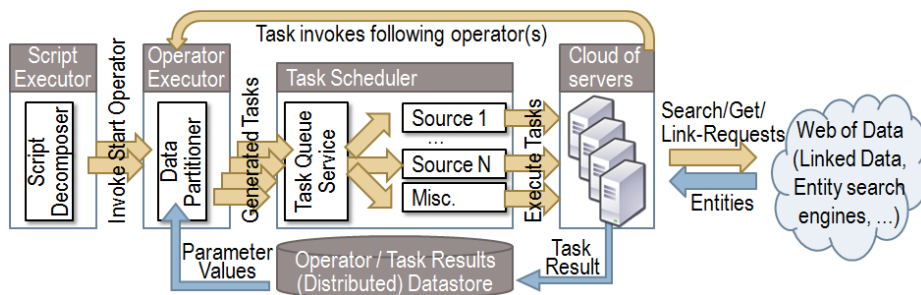 Task invokes following operator(s)
Script
Executor
Script
Decomposer
Invoke Start Operator
Operator
Executor
Data
Partitioner
Generated Tasks
Task Scheduler
Task Queue
Service
Source 1
...
Source N
Misc.
Execute Tasks
Cloud of
servers
Search/Get/
Link-Requests
Entities
Web of Data
(Linked Data,
Entity search
engines, ...)
Parameter
Values
Operator / Task Results
(Distributed) Datastore
Task
Result